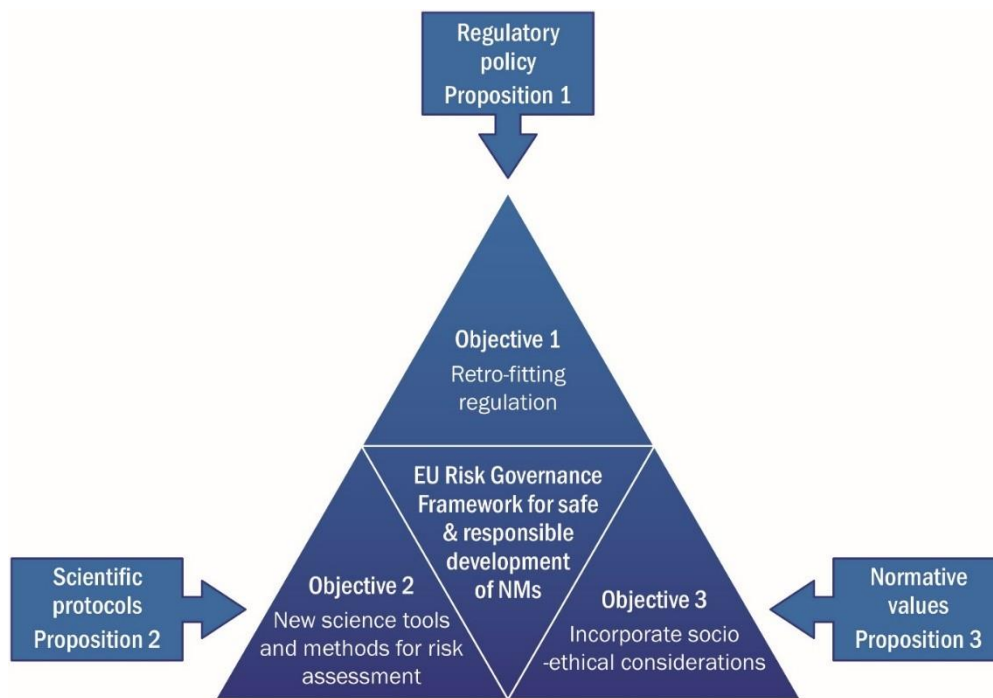 Regulatory
policy
Proposition 1
Objective 1
Retro-fitting
regulation
EU Risk Governance
Framework for safe
& responsible
development
of NMs
Scientific
protocols
Proposition 2
Objective 2
New science tools
and methods for risk
assessment
Objective 3
Incorporate socio
-ethical considerations
Normative
values
Proposition 3